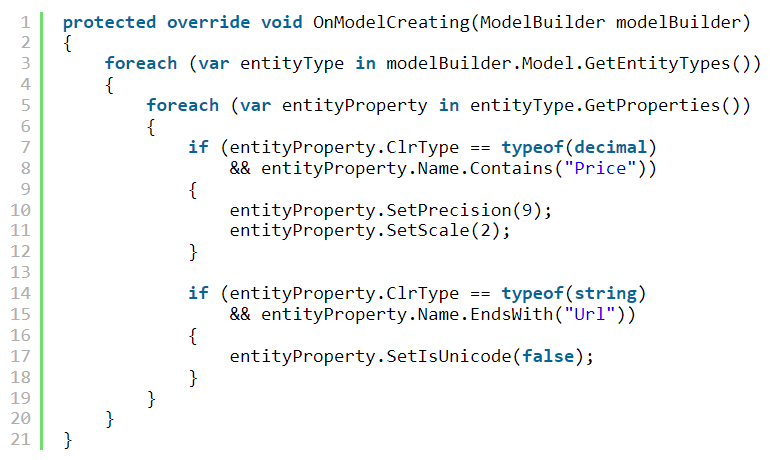 1 protected override void OnModelCreating(ModelBuilder modelBuilder)
2 {
3     foreach (var entityType in modelBuilder.Model.GetEntityTypes())
4     {
5         foreach (var entityProperty in entityType.GetProperties())
6         {
7             if (entityProperty.ClrType == typeof(decimal)
8                 && entityProperty.Name.Contains("Price"))
9             {
10                 entityProperty.SetPrecision(9);
11                 entityProperty.SetScale(2);
12             }
13
14             if (entityProperty.ClrType == typeof(string)
15                 && entityProperty.Name.EndsWith("Url"))
16             {
17                 entityProperty.SetIsUnicode(false);
18             }
19         }
20     }
21 }